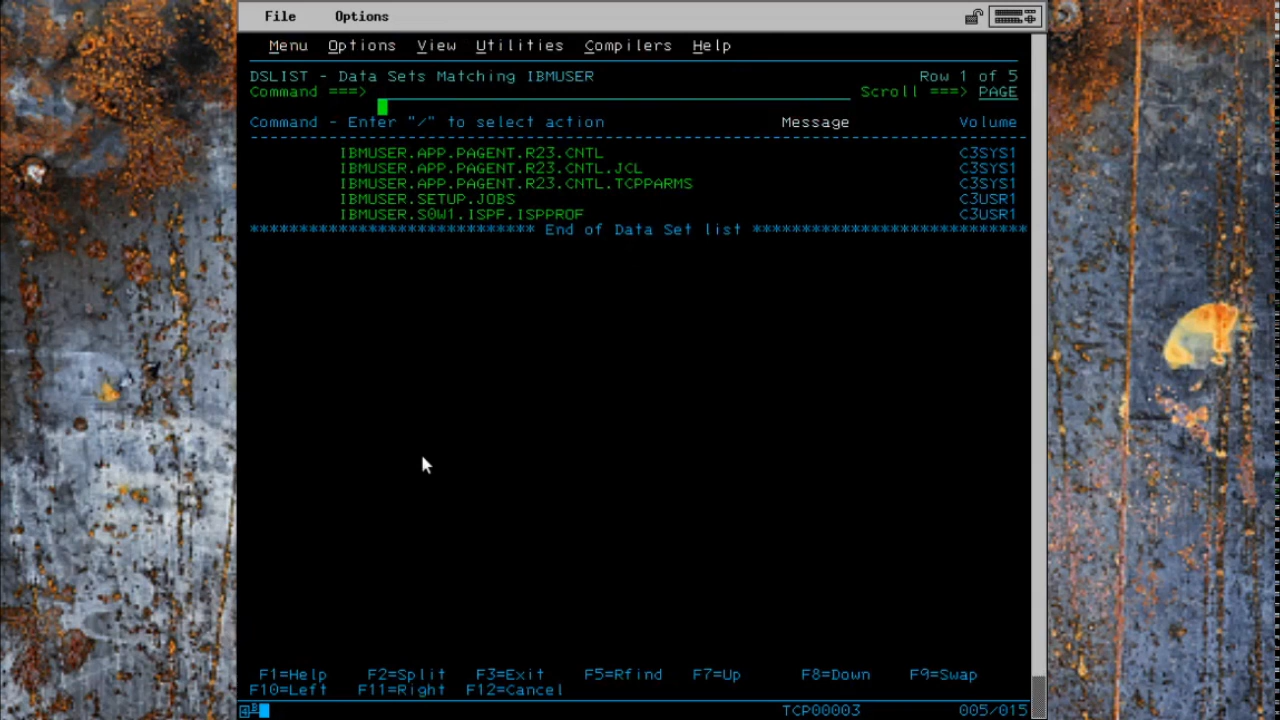 File Options
Menu Options View Utilities Compilers Help
DSLIST - Data Sets Matching IBMUSER Row 1 of 5
Command ===> Scroll ===> PAGE
Command - Enter "/" to select action Message Volume
-------------------------------------------------------------------------------
IBMUSER.APP.PAGENT.R23.CNTL C3SYS1
IBMUSER.APP.PAGENT.R23.CNTL.JCL C3SYS1
IBMUSER.APP.PAGENT.R23.CNTL.TCPPARMS C3SYS1
IBMUSER.SETUP.JOBS C3USR1
IBMUSER.S0W1.ISPF.ISPPROF C3USR1
***************************** End of Data Set list ****************************
F1=Help F2=Split F3=Exit F5=Rfind F7=Up F8=Down F9=Swap
F10=Left F11=Right F12=Cancel
4B TCP00003 005/015